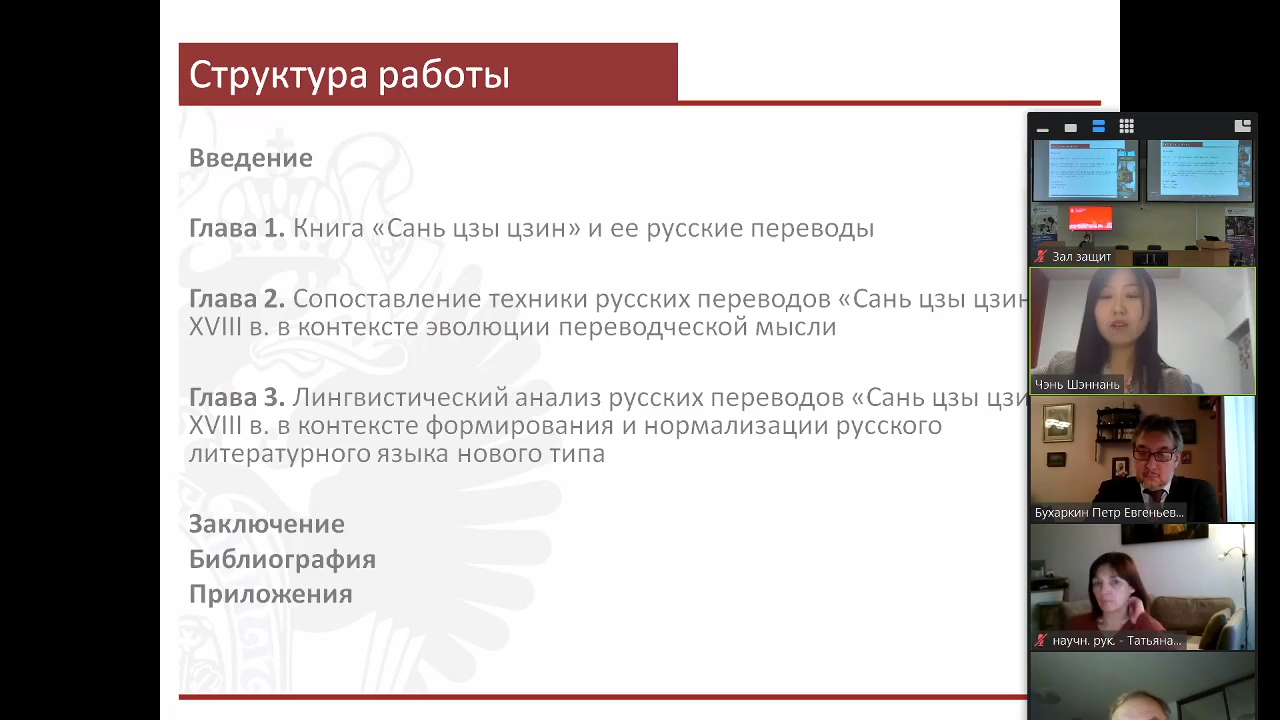 Структура работы
Введение
Глава 1. Книга «Сань цзы цзин» и ее русские переводы
Глава 2. Сопоставление техники русских переводов «Сань цзы цзин
XVIII в. в контексте эволюции переводческой мысли
Глава 3. Лингвистический анализ русских переводов «Сань цзы цзи
XVIII в. в контексте формирования и нормализации русского
литературного языка нового типа
Заключение
Библиография
Приложения
Зал защит
Чэнь Шэннань
Бухаркин Петр Евгеньев...
научн. рук. - Татьяна...